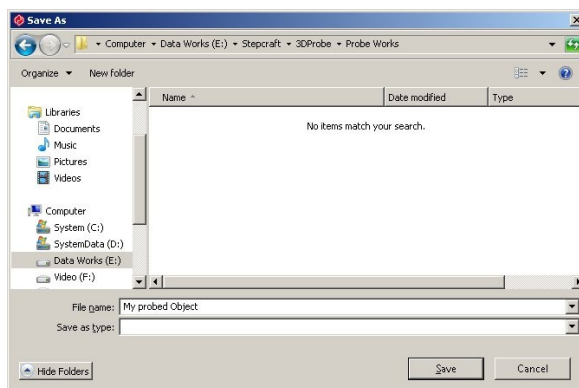 Save As
Computer Data Works (E:) Stepcraft 3DProbe Probe Works
Organize New folder
Name Date modified Type
No items match your search.
Libraries
Documents
Music
Pictures
Videos
Computer
System (C:)
SystemData (D:)
Data Works (E:)
Video (F:)
File name: My probed Object
Save as type:
Hide Folders Save Cancel